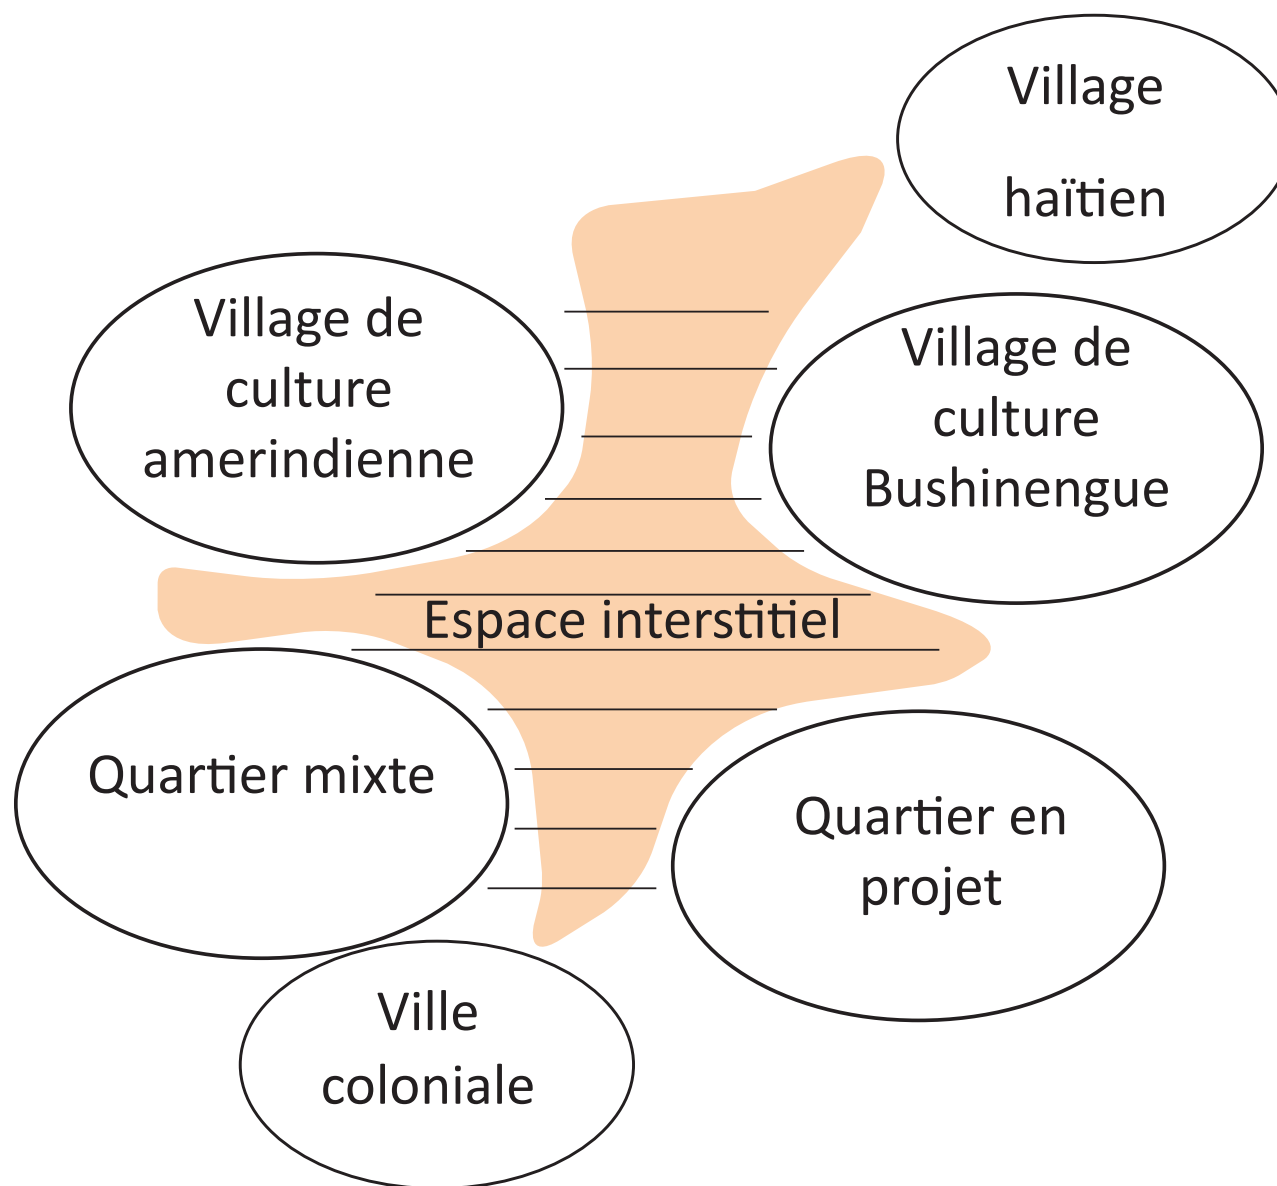 Village
haïtien
Village de
culture
amerindienne
Village de
culture
Bushinengue
Espace interstitiel
Quartier mixte
Quartier en
projet
Ville
coloniale